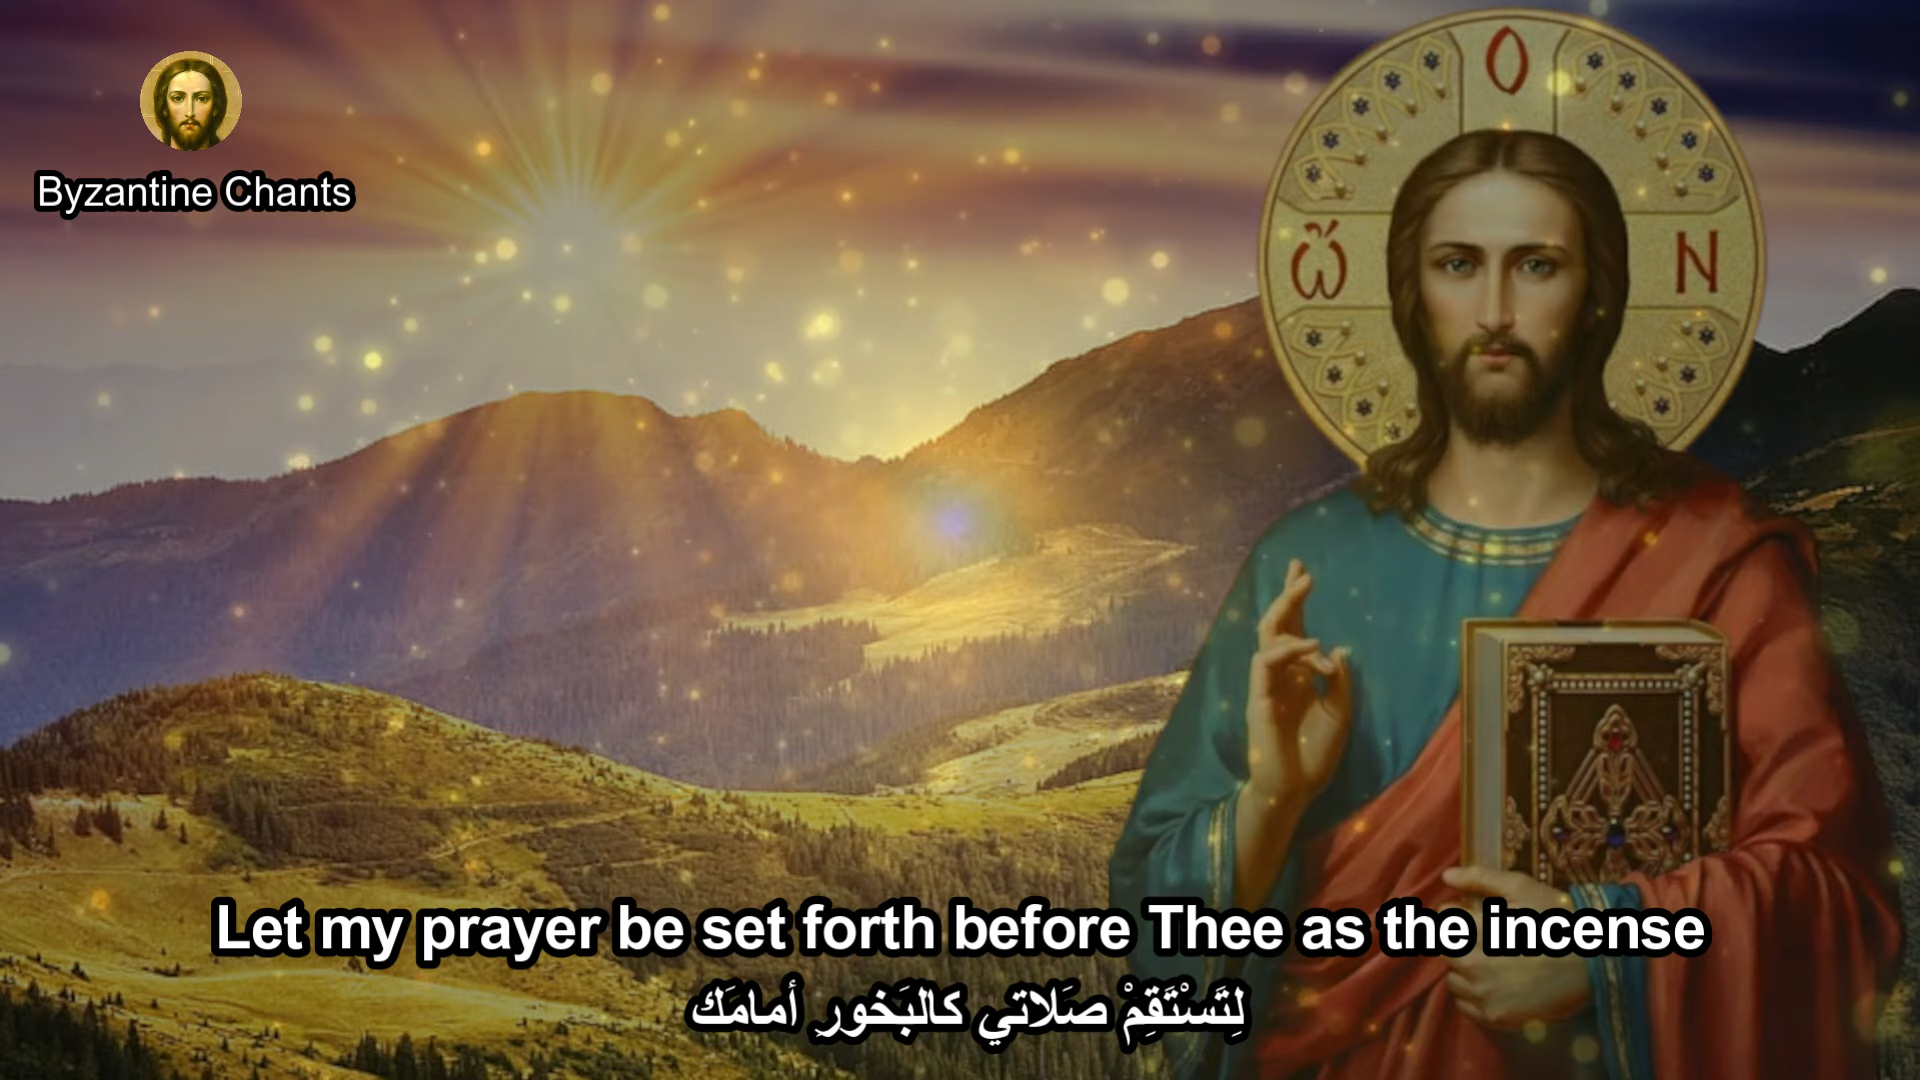 Byzantine Chants
Ο
ὤ Ν
Let my prayer be set forth before Thee as the incense
لِتَسْتَقِمْ صَلاتي كالبَخورِ أمامَك